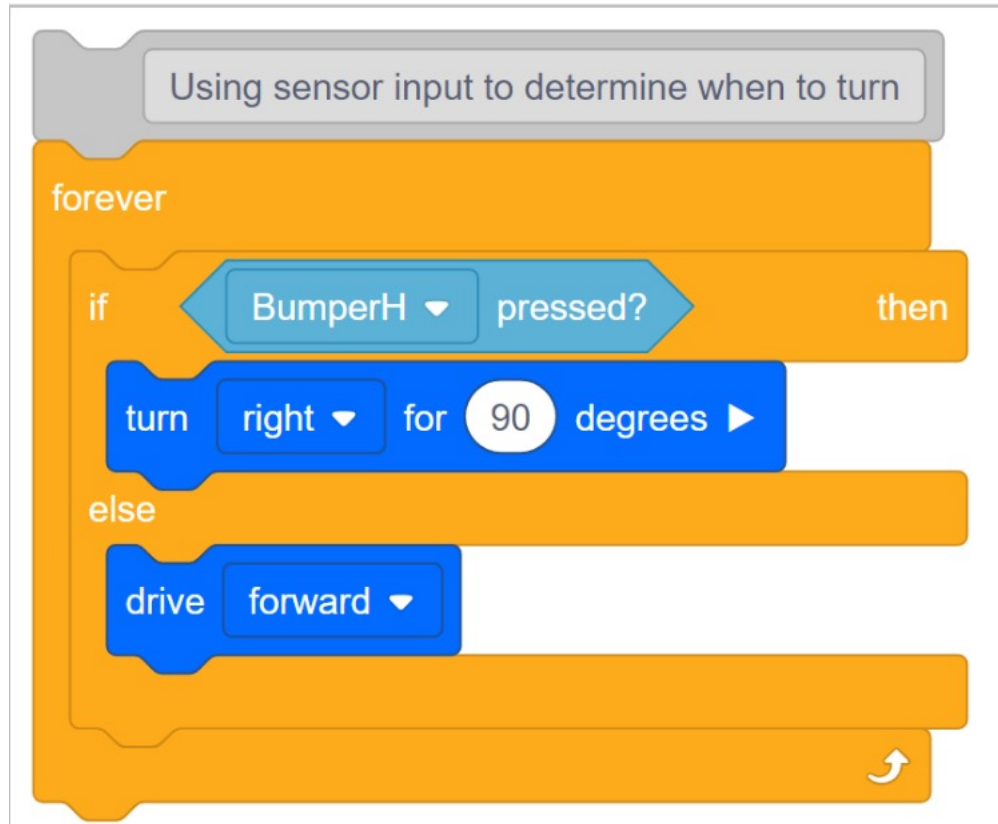 Using sensor input to determine when to turn
forever
if BumperH pressed? then
turn right for 90 degrees
else
drive forward